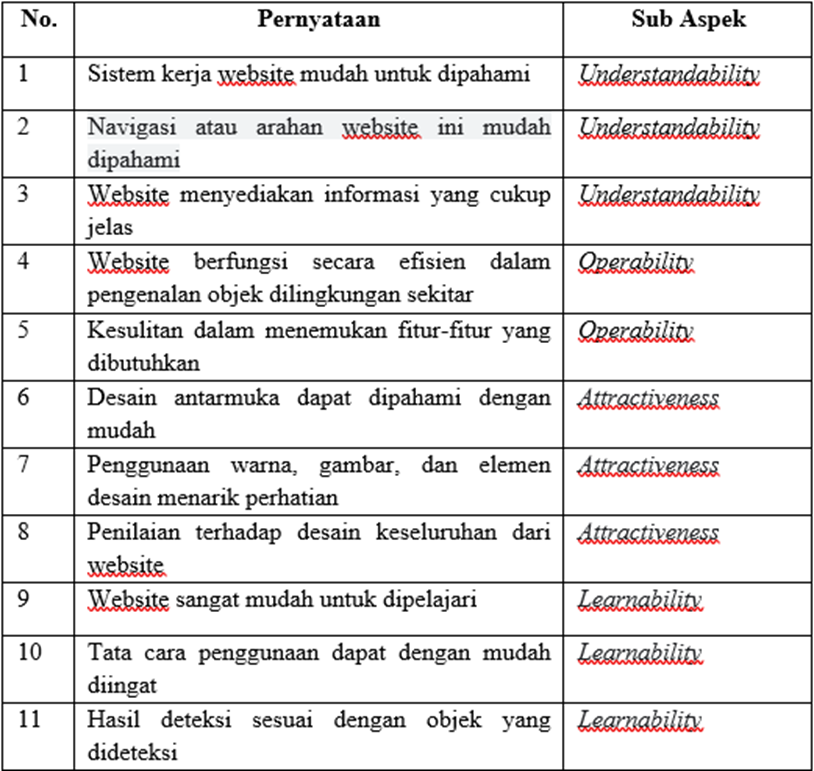 No. Pernyataan Sub Aspek
1 Sistem kerja website mudah untuk dipahami Understandability
2 Navigasi atau arahan website ini mudah Understandability
dipahami
3 Website menyediakan informasi yang cukup Understandability
jelas
4 Website berfungsi secara efisien dalam Operability
pengenalan objek dilingkungan sekitar
5 Kesulitan dalam menemukan fitur-fitur yang Operability
dibutuhkan
6 Desain antarmuka dapat dipahami dengan Attractiveness
mudah
7 Penggunaan warna, gambar, dan elemen Attractiveness
desain menarik perhatian
8 Penilaian terhadap desain keseluruhan dari Attractiveness
website
9 Website sangat mudah untuk dipelajari Learnability
10 Tata cara penggunaan dapat dengan mudah Learnability
diingat
11 Hasil deteksi sesuai dengan objek yang Learnability
dideteksi